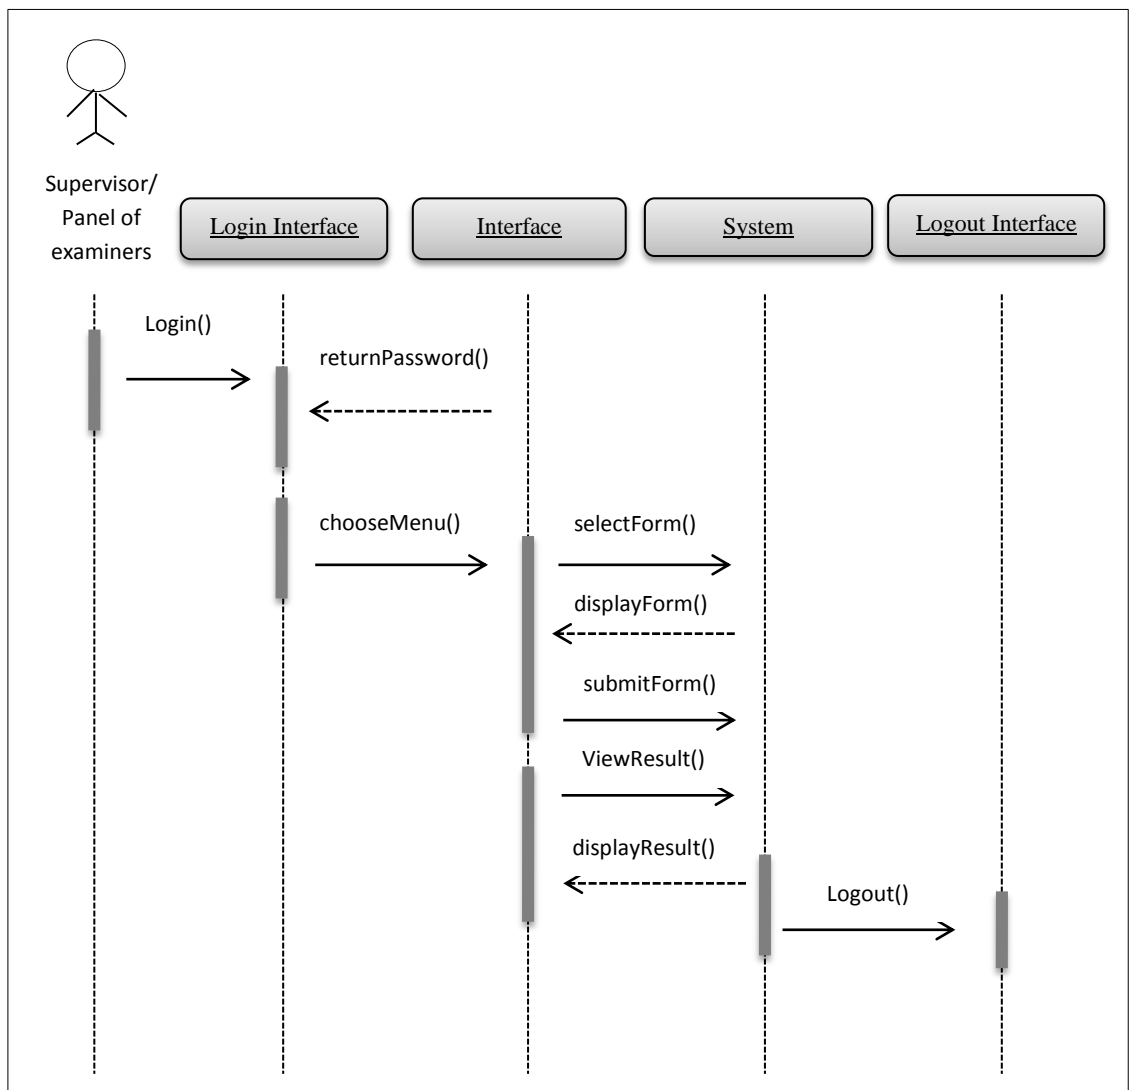 Supervisor/
Panel of
examiners
Login Interface
Interface
System
Logout Interface
Login()
returnPassword()
chooseMenu()
selectForm()
displayForm()
submitForm()
ViewResult()
displayResult()
Logout()